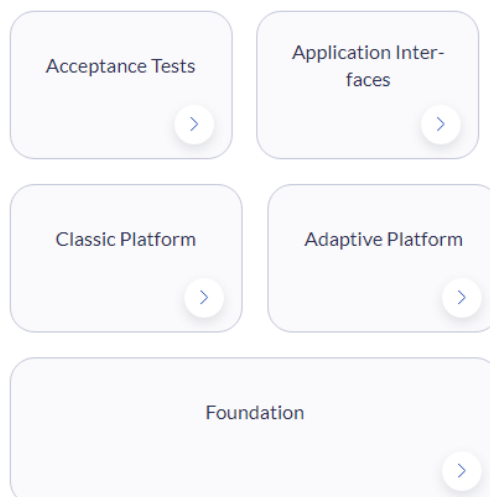 Acceptance Tests
Application Inter-
faces
Classic Platform
Adaptive Platform
Foundation